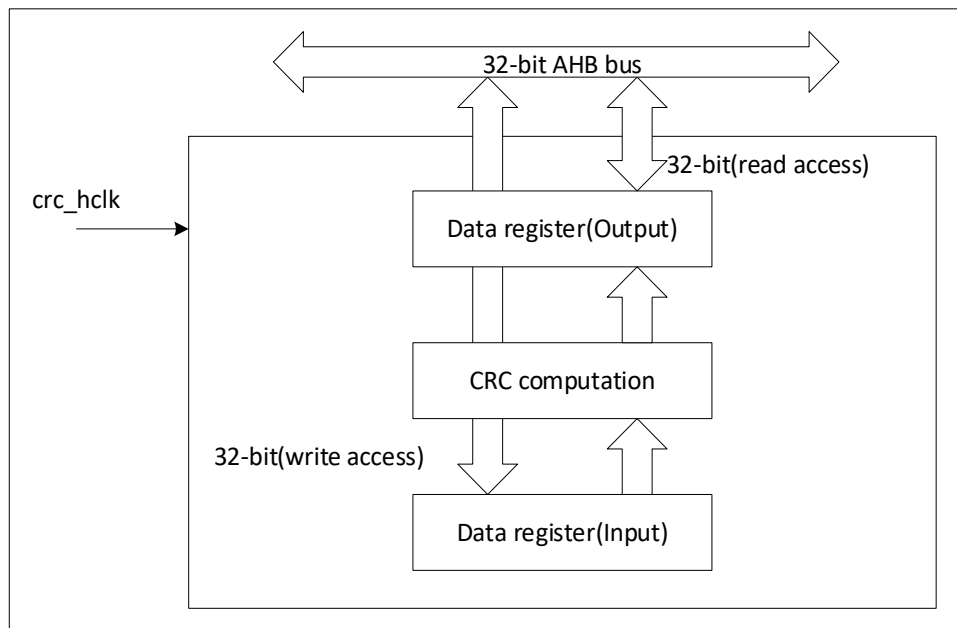 32-bit AHB bus
32-bit(read access)
crc_hclk
Data register(Output)
CRC computation
32-bit(write access)
Data register(Input)